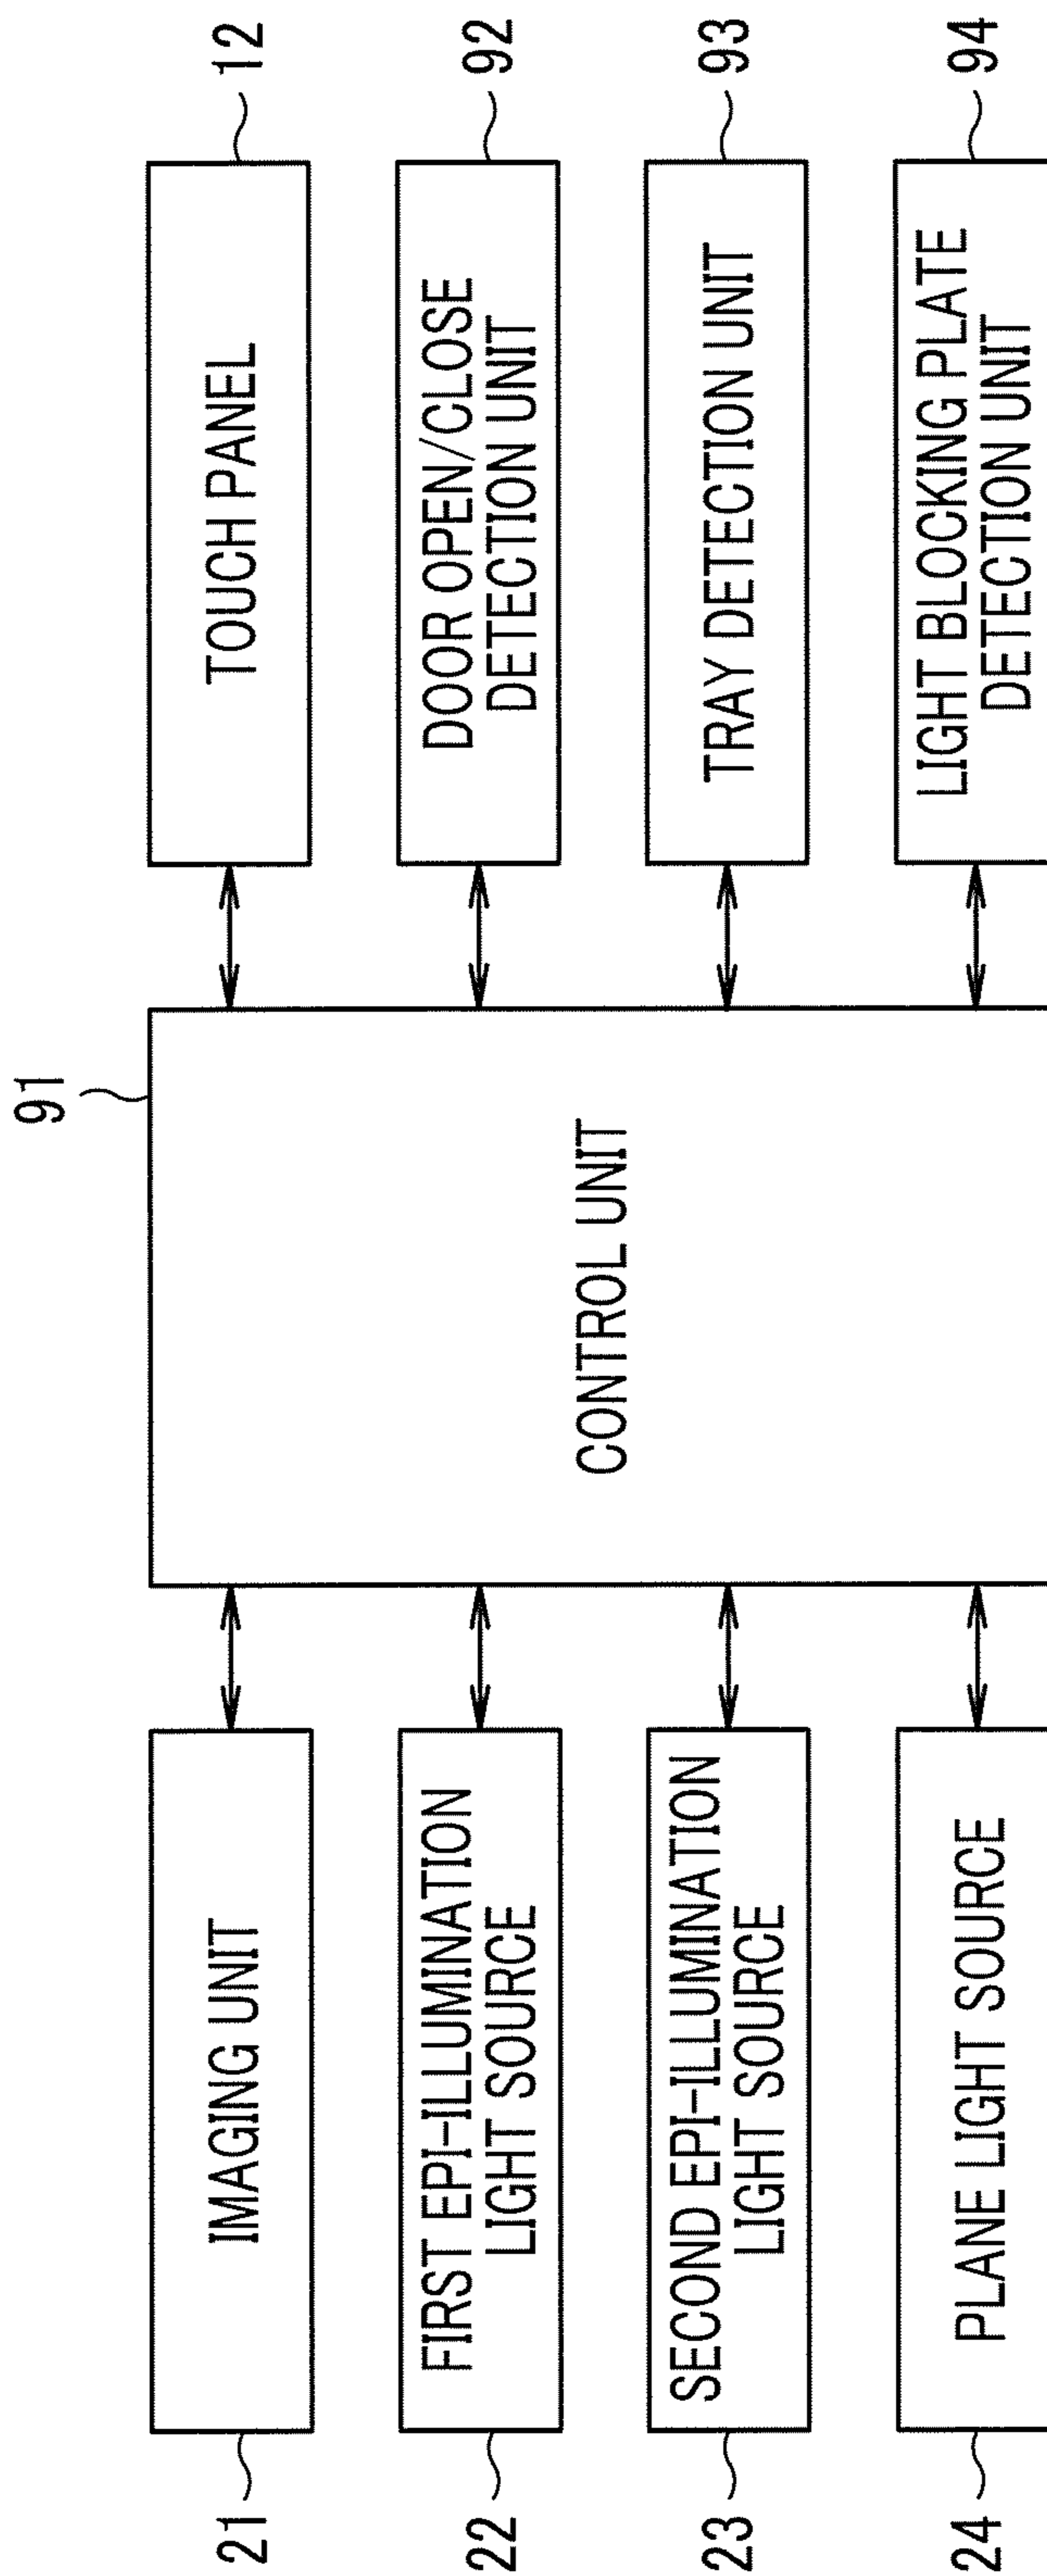 91
21
IMAGING UNIT
CONTROL UNIT
TOUCH PANEL
12
22
FIRST EPI-ILLUMINATION
LIGHT SOURCE
DOOR OPEN/CLOSE
DETECTION UNIT
92
23
SECOND EPI-ILLUMINATION
LIGHT SOURCE
TRAY DETECTION UNIT
93
24
PLANE LIGHT SOURCE
LIGHT BLOCKING PLATE
DETECTION UNIT
94